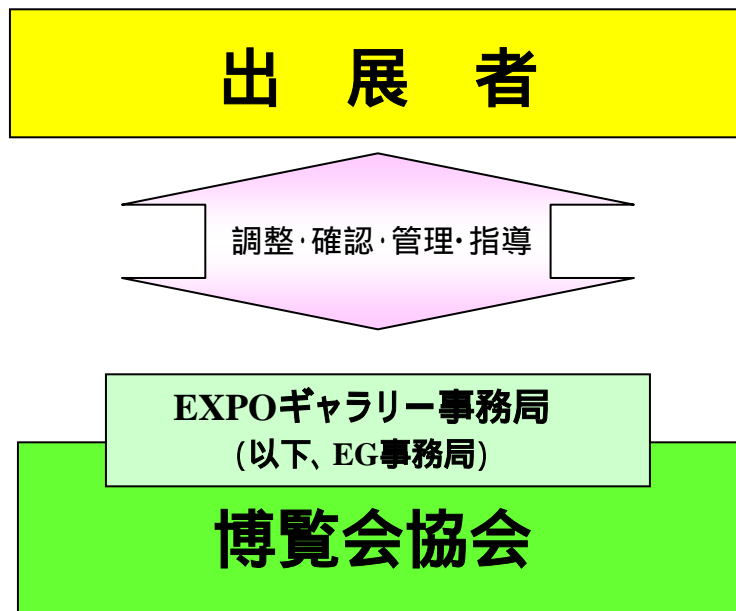 出　展　者
調整・確認・管理・指導
EXPOギャラリー事務局
(以下、EG事務局)
博覧会協会